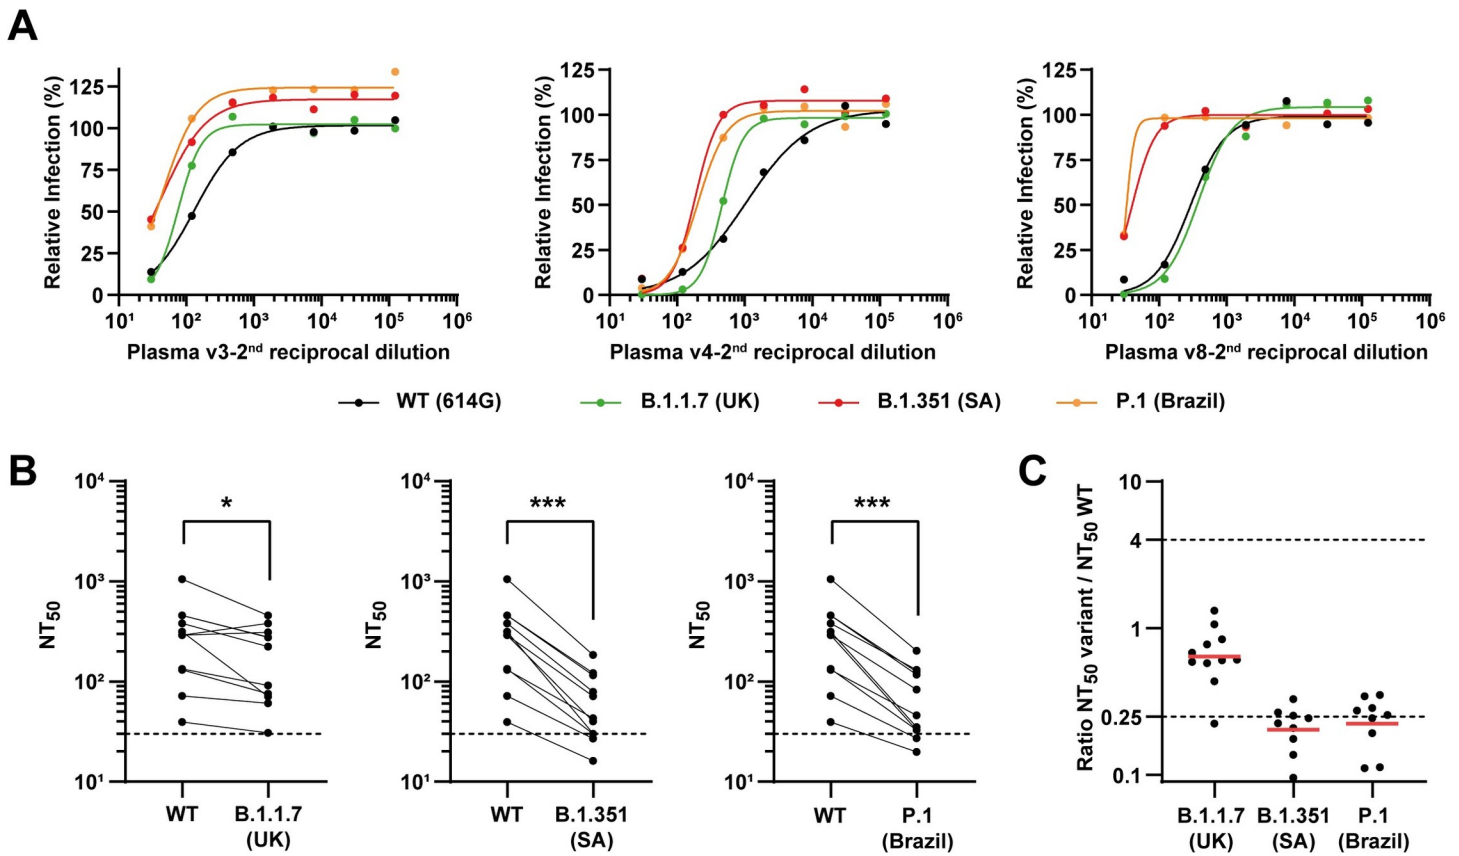 A
Relative Infection (%)
125
100
75
50
25
0
10¹ 10² 10³ 10⁴ 10⁵ 10⁶
Plasma v3-2ⁿᵈ reciprocal dilution
Relative Infection (%)
125
100
75
50
25
0
10¹ 10² 10³ 10⁴ 10⁵ 10⁶
Plasma v4-2ⁿᵈ reciprocal dilution
Relative Infection (%)
125
100
75
50
25
0
10¹ 10² 10³ 10⁴ 10⁵ 10⁶
Plasma v8-2ⁿᵈ reciprocal dilution
WT (614G) B.1.1.7 (UK) B.1.351 (SA) P.1 (Brazil)
B
NT₅₀
10⁴
10³
10²
10¹
*
WT B.1.1.7
(UK)
NT₅₀
10⁴
10³
10²
10¹
***
WT B.1.351
(SA)
NT₅₀
10⁴
10³
10²
10¹
***
WT P.1
(Brazil)
C
Ratio NT₅₀ variant / NT₅₀ WT
10
4
1
0.25
0.1
B.1.1.7 B.1.351 P.1
(UK) (SA) (Brazil)